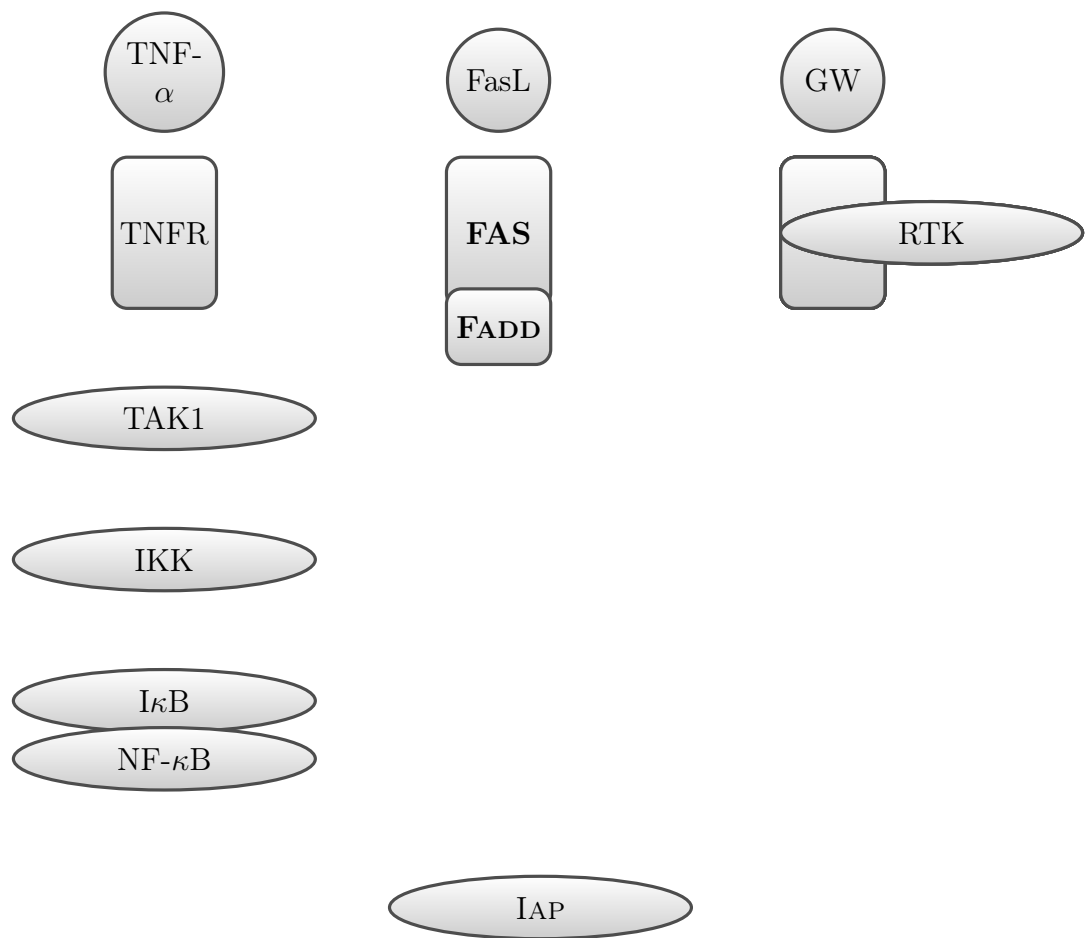 TNF-
α
FasL
GW
TNFR
FAS
RTK
FADD
TAK1
IKK
IκB
NF-κB
IAP